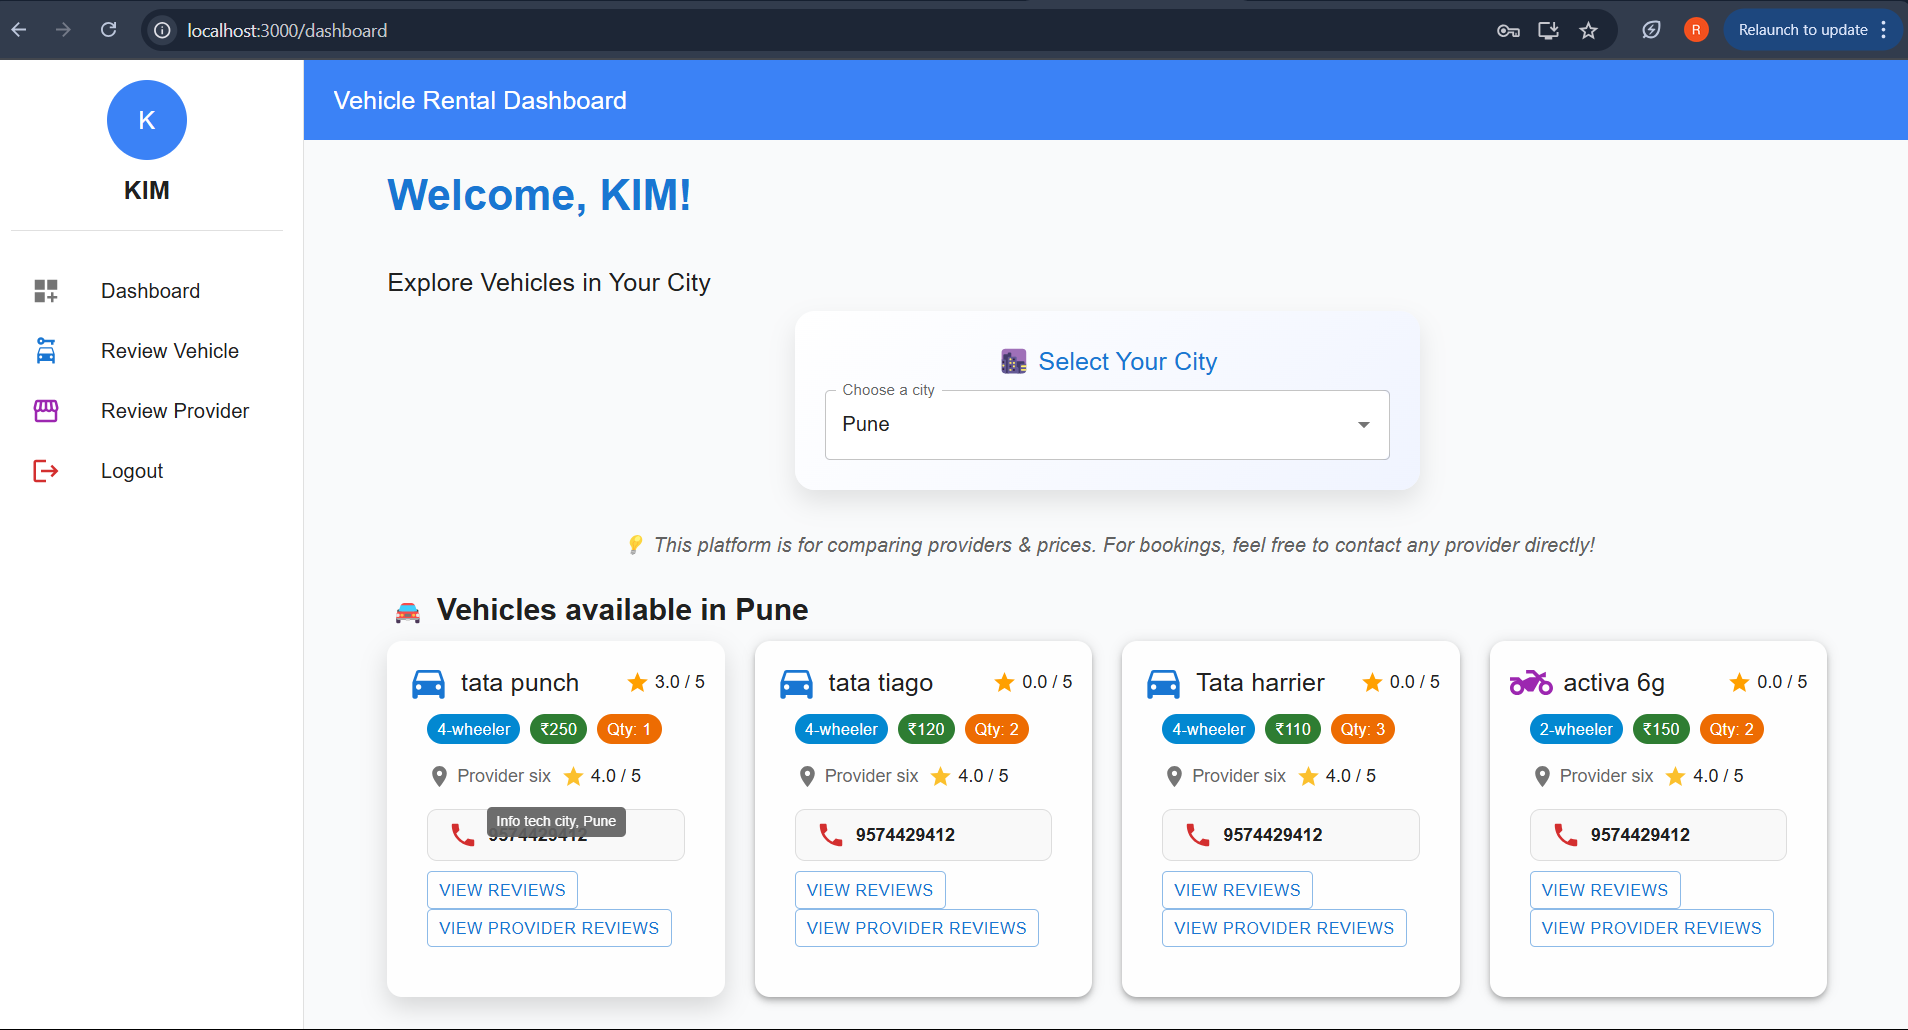 localhost:3000/dashboard
R
Relaunch to update
K
KIM
Dashboard
Review Vehicle
Review Provider
Logout
Vehicle Rental Dashboard
Welcome, KIM!
Explore Vehicles in Your City
Select Your City
Choose a city
Pune
This platform is for comparing providers & prices. For bookings, feel free to contact any provider directly!
Vehicles available in Pune
tata punch 3.0 / 5
4-wheeler ₹250 Qty: 1
Provider six 4.0 / 5
Info tech city, Pune
9574429412
VIEW REVIEWS
VIEW PROVIDER REVIEWS
tata tiago 0.0 / 5
4-wheeler ₹120 Qty: 2
Provider six 4.0 / 5
9574429412
VIEW REVIEWS
VIEW PROVIDER REVIEWS
Tata harrier 0.0 / 5
4-wheeler ₹110 Qty: 3
Provider six 4.0 / 5
9574429412
VIEW REVIEWS
VIEW PROVIDER REVIEWS
activa 6g 0.0 / 5
2-wheeler ₹150 Qty: 2
Provider six 4.0 / 5
9574429412
VIEW REVIEWS
VIEW PROVIDER REVIEWS